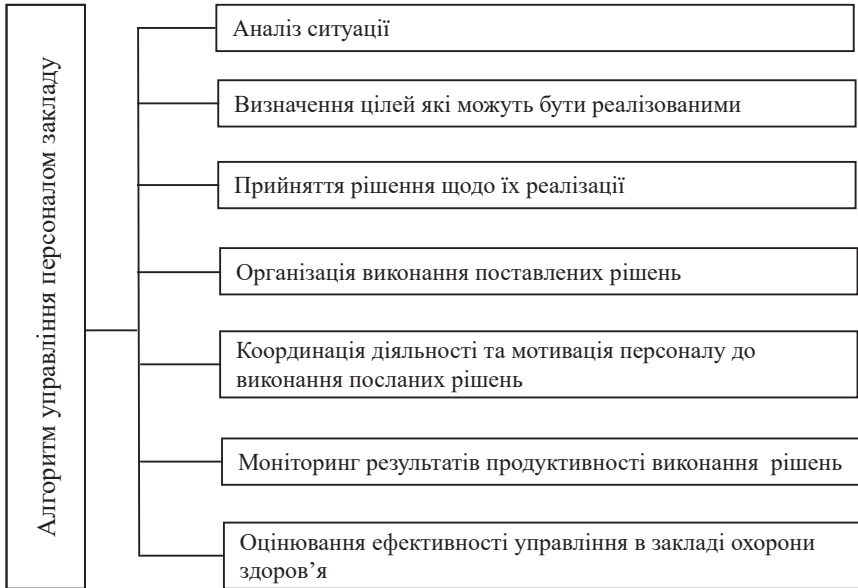 Алгоритм управління персоналом закладу
Аналіз ситуації
Визначення цілей які можуть бути реалізованими
Прийняття рішення щодо їх реалізації
Організація виконання поставлених рішень
Координація діяльності та мотивація персоналу до
виконання посланих рішень
Моніторинг результатів продуктивності виконання рішень
Оцінювання ефективності управління в закладі охорони
здоров’я